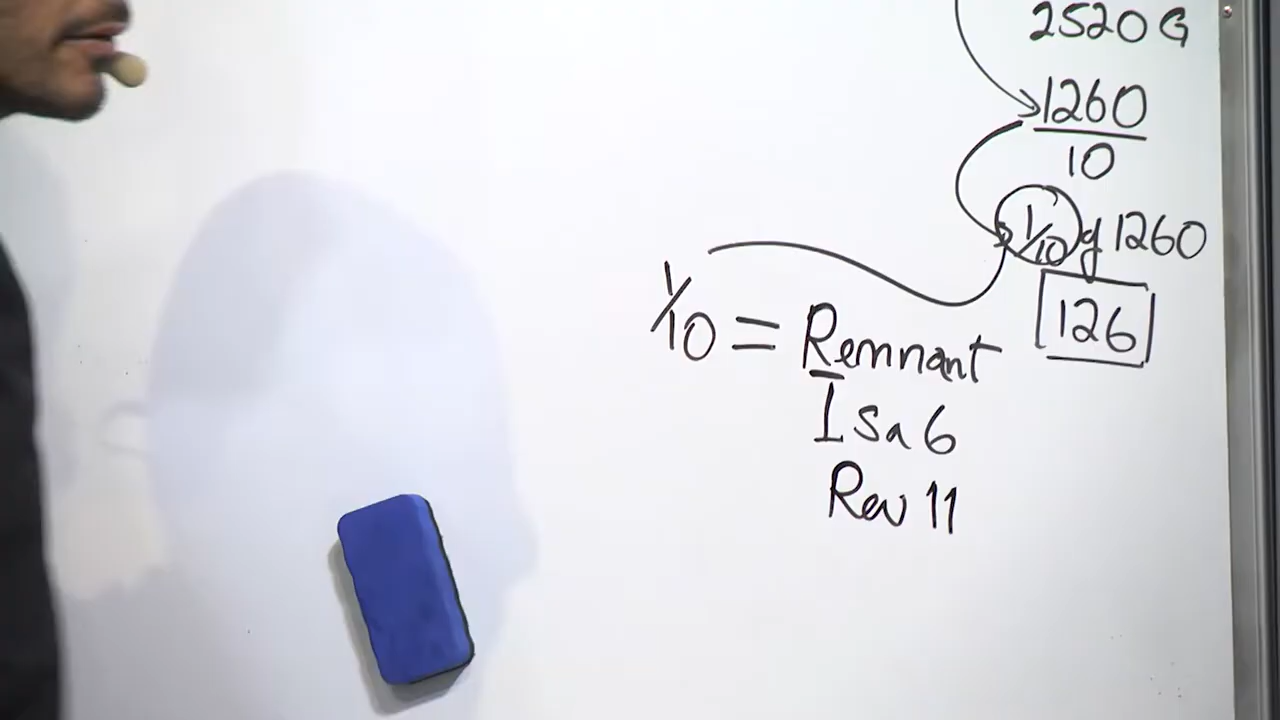 2520 G
1260
10
1/10 of 1260
126
1/10 = Remnant
Isa 6
Rev 11